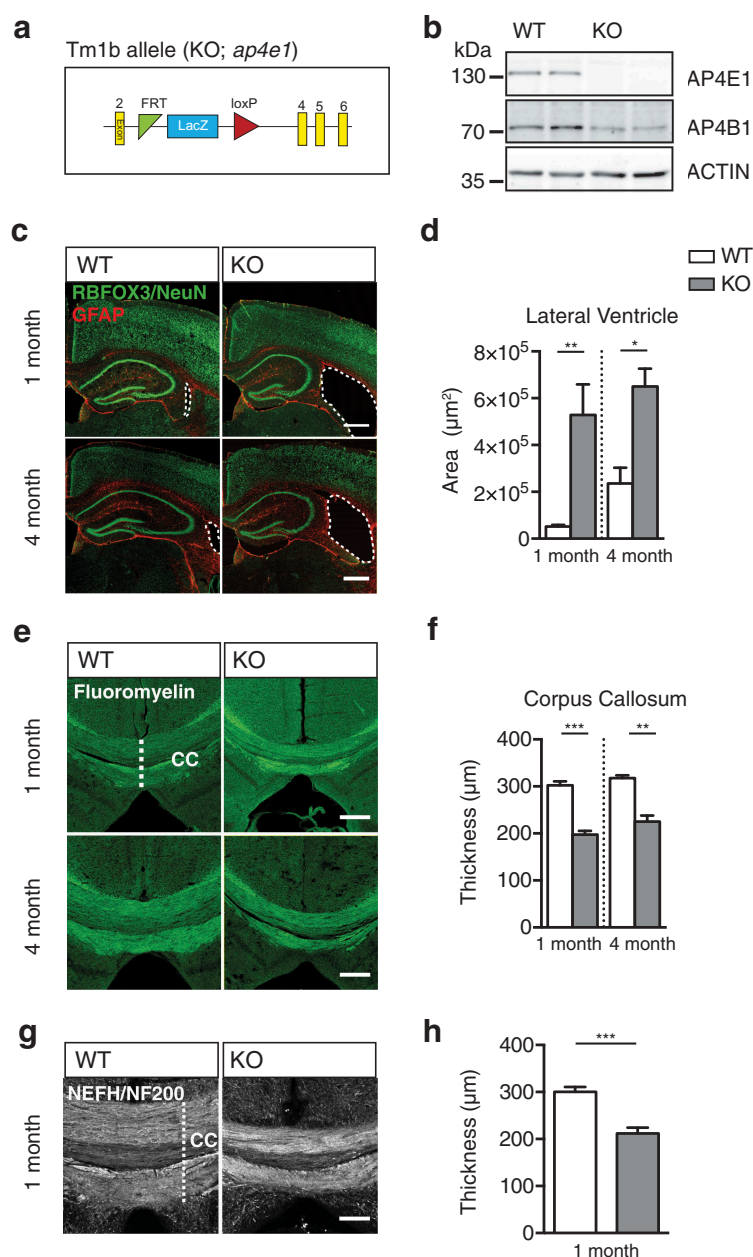 a
Tm1b allele (KO; ap4e1)
2 FRT loxP 4 5 6
Exon LacZ
b
kDa WT KO
130 AP4E1
70 AP4B1
35 ACTIN
c
WT KO
RBFOX3/NeuN
GFAP
1 month
4 month
d
WT
KO
Lateral Ventricle
8×10⁵
6×10⁵
4×10⁵
2×10⁵
0
Area (µm²)
** *
1 month 4 month
e
WT KO
Fluoromyelin
CC
1 month
4 month
f
Corpus Callosum
400
300
200
100
0
Thickness (µm)
*** **
1 month 4 month
g
WT KO
NEFH/NF200
CC
1 month
h
400
300
200
100
0
Thickness (µm)
***
1 month